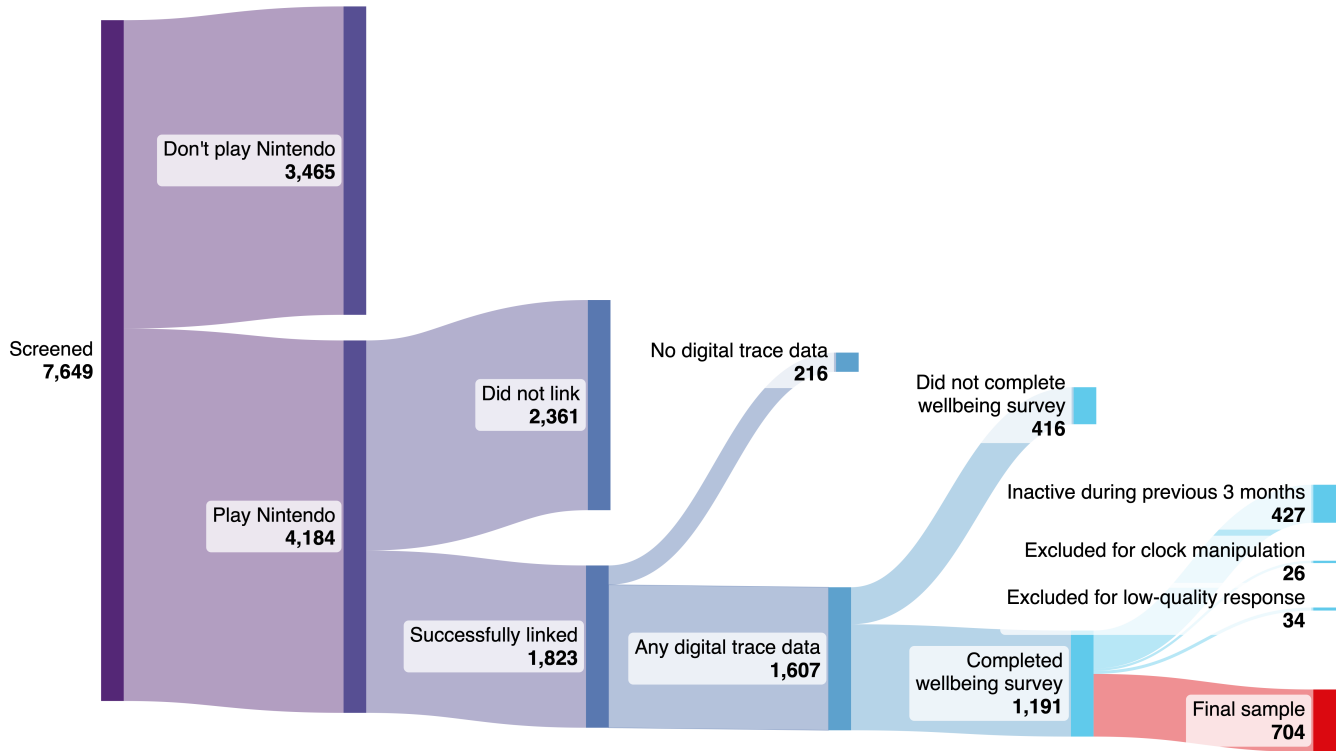 Screened
7,649
Don't play Nintendo
3,465
Play Nintendo
4,184
Did not link
2,361
Successfully linked
1,823
No digital trace data
216
Any digital trace data
1,607
Did not complete
wellbeing survey
416
Completed
wellbeing survey
1,191
Inactive during previous 3 months
427
Excluded for clock manipulation
26
Excluded for low-quality response
34
Final sample
704